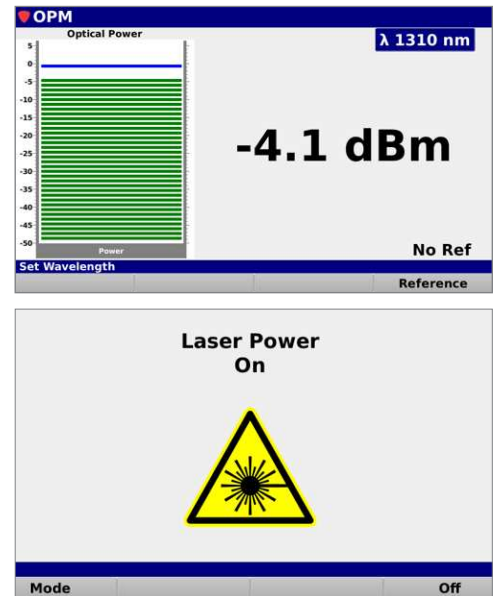 OPM
Optical Power
λ 1310 nm
5
0
-5
-10
-15
-20
-25
-30
-35
-40
-45
-50
-4.1 dBm
Power
No Ref
Set Wavelength
Reference
Laser Power
On
Mode
Off